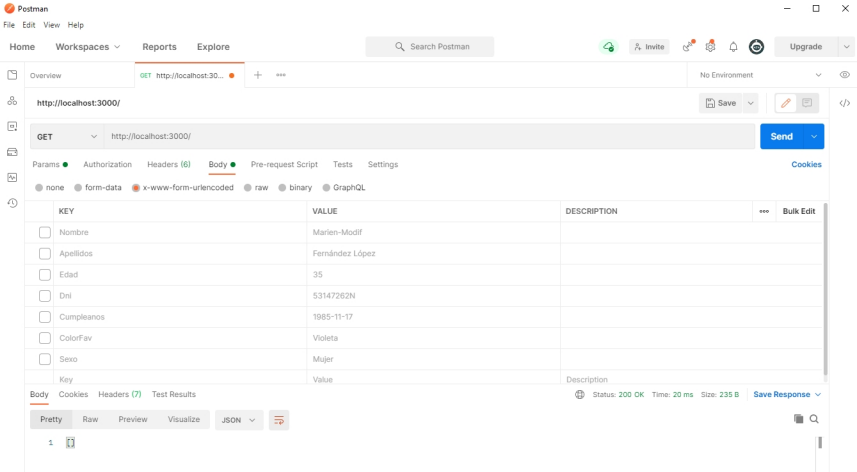 Postman
File Edit View Help
Home Workspaces Reports Explore Search Postman Invite Upgrade
Overview GET http://localhost:30... No Environment
http://localhost:3000/ Save
GET http://localhost:3000/ Send
Params Authorization Headers (6) Body Pre-request Script Tests Settings Cookies
none form-data x-www-form-urlencoded raw binary GraphQL
KEY VALUE DESCRIPTION Bulk Edit
Nombre Marien-Modif
Apellidos Fernández López
Edad 35
Dni 53147262N
Cumpleanos 1985-11-17
ColorFav Violeta
Sexo Mujer
Key Value Description
Body Cookies Headers (7) Test Results Status: 200 OK Time: 20 ms Size: 235 B Save Response
Pretty Raw Preview Visualize JSON
1 []